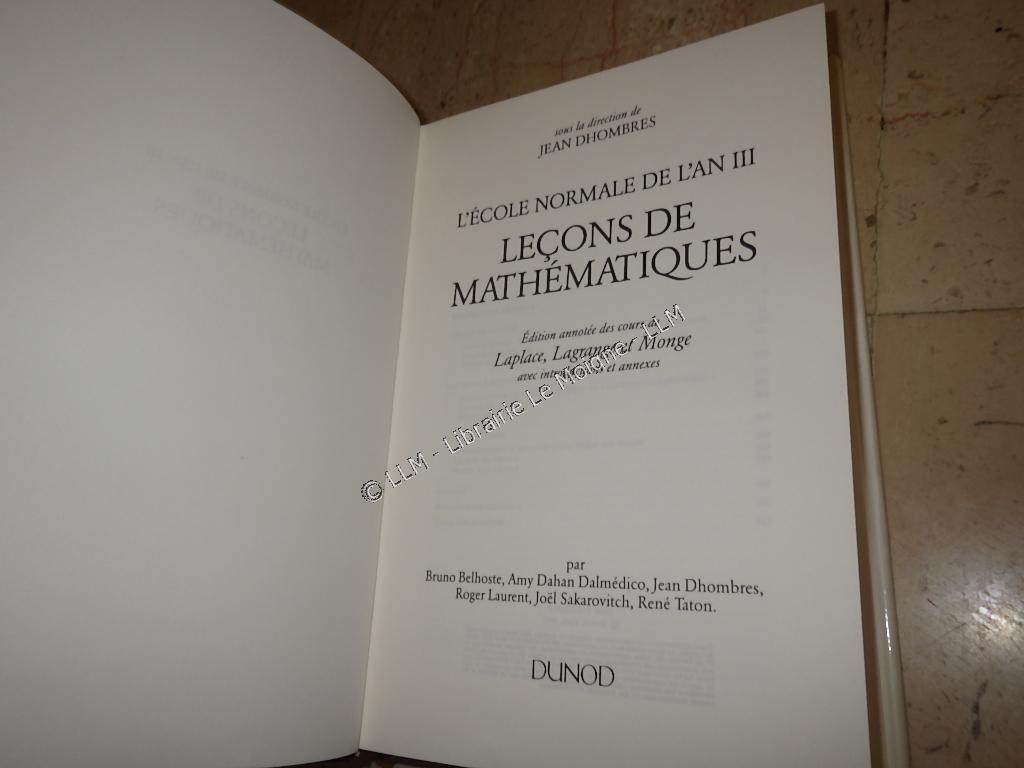 sous la direction de
JEAN DHOMBRES
L'ÉCOLE NORMALE DE L'AN III
LEÇONS DE
MATHÉMATIQUES
Édition annotée des cours de
Laplace, Lagrange et Monge
avec et annexes
© LLM - Librairie Le Moione - LLM
par
Bruno Belhoste, Amy Dahan Dalmédico, Jean Dhombres,
Roger Laurent, Joël Sakarovitch, René Taton.
DUNOD